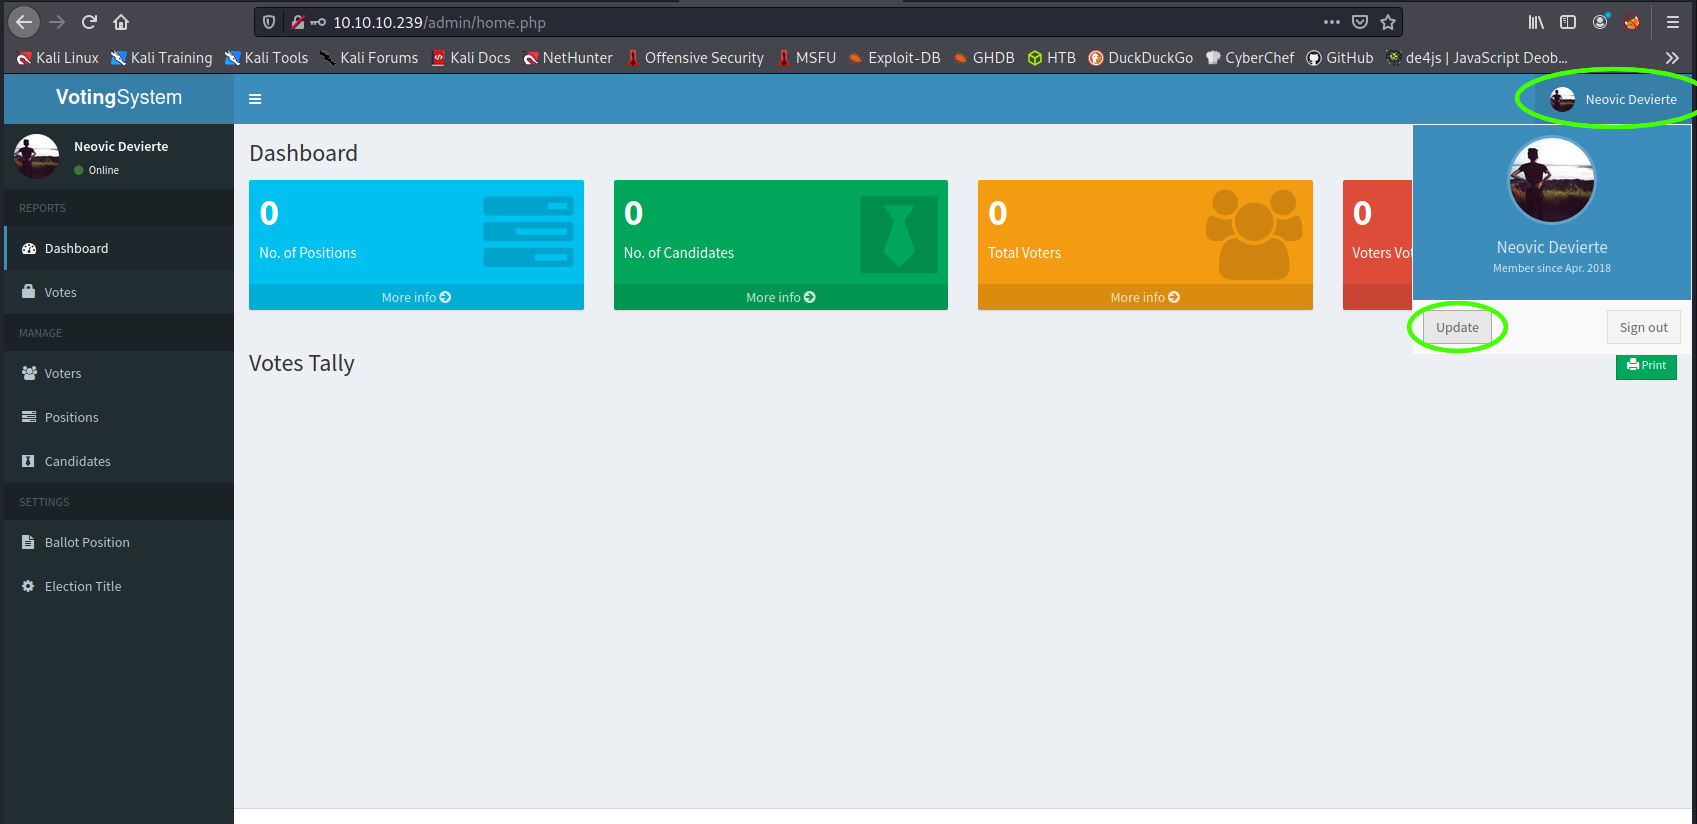 10.10.10.239/admin/home.php
Kali Linux Kali Training Kali Tools Kali Forums Kali Docs NetHunter Offensive Security MSFU Exploit-DB GHDB HTB DuckDuckGo CyberChef GitHub de4js | JavaScript Deob...
VotingSystem
Neovic Devierte
Neovic Devierte
Online
REPORTS
Dashboard
Votes
MANAGE
Voters
Positions
Candidates
SETTINGS
Ballot Position
Election Title
Dashboard
0
No. of Positions
More info
0
No. of Candidates
More info
0
Total Voters
More info
0
Voters Vot
Neovic Devierte
Member since Apr. 2018
Update Sign out
Votes Tally
Print